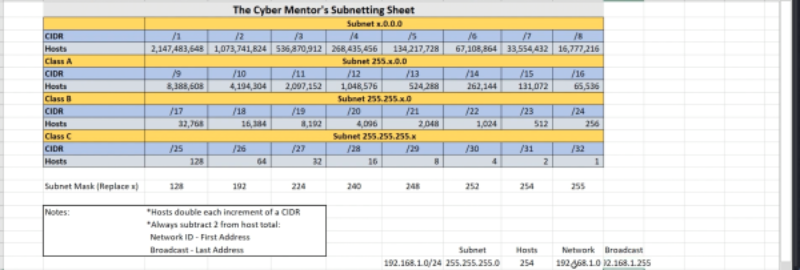 The Cyber Mentor's Subnetting Sheet
Subnet x.0.0.0
CIDR /1 /2 /3 /4 /5 /6 /7 /8
Hosts 2,147,483,648 1,073,741,824 536,870,912 268,435,456 134,217,728 67,108,864 33,554,432 16,777,216
Class A Subnet 255.x.0.0
CIDR /9 /10 /11 /12 /13 /14 /15 /16
Hosts 8,388,608 4,194,304 2,097,152 1,048,576 524,288 262,144 131,072 65,536
Class B Subnet 255.255.x.0
CIDR /17 /18 /19 /20 /21 /22 /23 /24
Hosts 32,768 16,384 8,192 4,096 2,048 1,024 512 256
Class C Subnet 255.255.255.x
CIDR /25 /26 /27 /28 /29 /30 /31 /32
Hosts 128 64 32 16 8 4 2 1
Subnet Mask (Replace x) 128 192 224 240 248 252 254 255
Notes: *Hosts double each increment of a CIDR
*Always subtract 2 from host total:
Network ID - First Address
Broadcast - Last Address
Subnet Hosts Network Broadcast
192.168.1.0/24 255.255.255.0 254 192.168.1.0 92.168.1.255